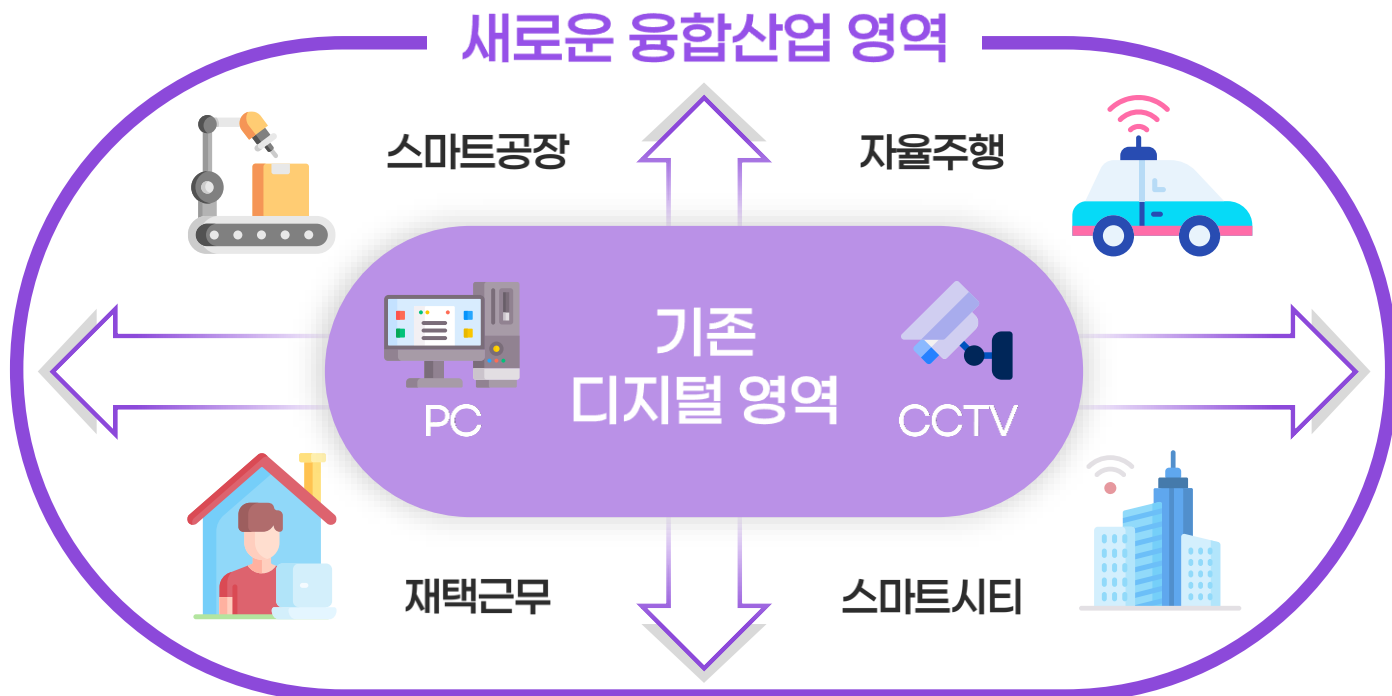 새로운 융합산업 영역
스마트공장
자율주행
기존
디지털 영역
PC
CCTV
재택근무
스마트시티